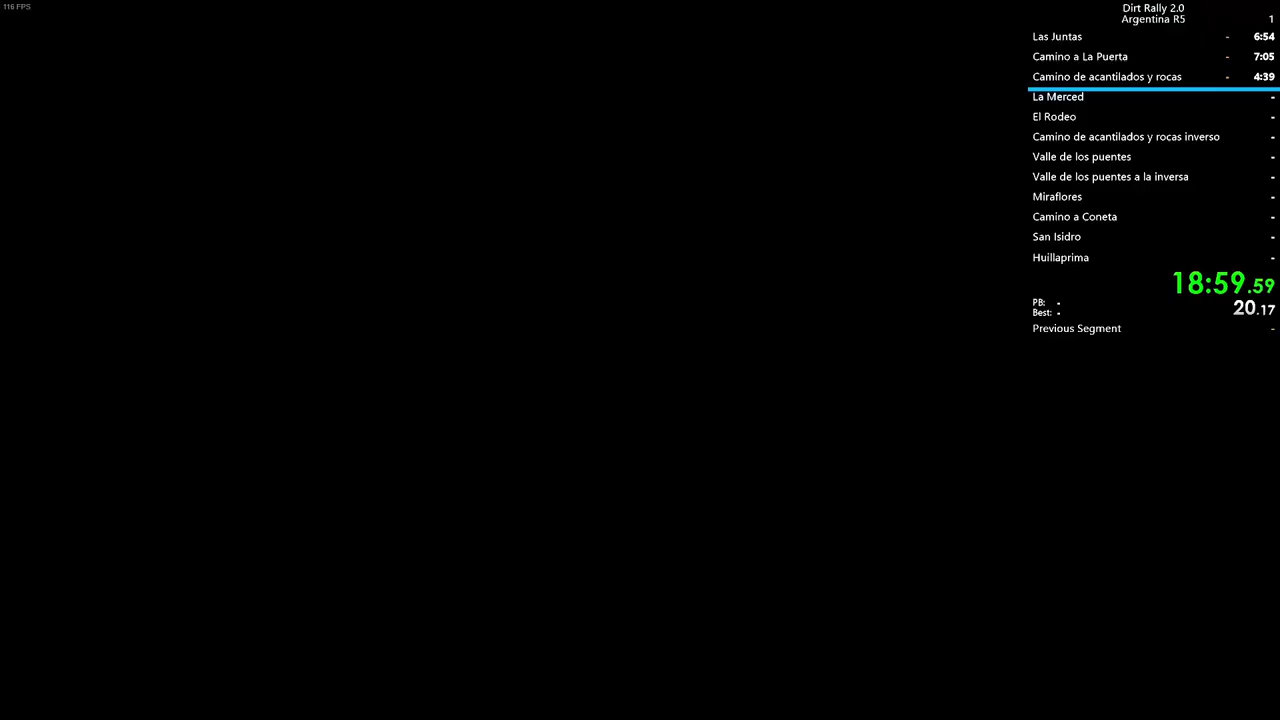 116 FPS
Dirt Rally 2.0
Argentina R5 1
Las Juntas - 6:54
Camino a La Puerta - 7:05
Camino de acantilados y rocas - 4:39
La Merced -
El Rodeo -
Camino de acantilados y rocas inverso -
Valle de los puentes -
Valle de los puentes a la inversa -
Miraflores -
Camino a Coneta -
San Isidro -
Huillaprima -
18:59.59
PB: - 20.17
Best: -
Previous Segment -